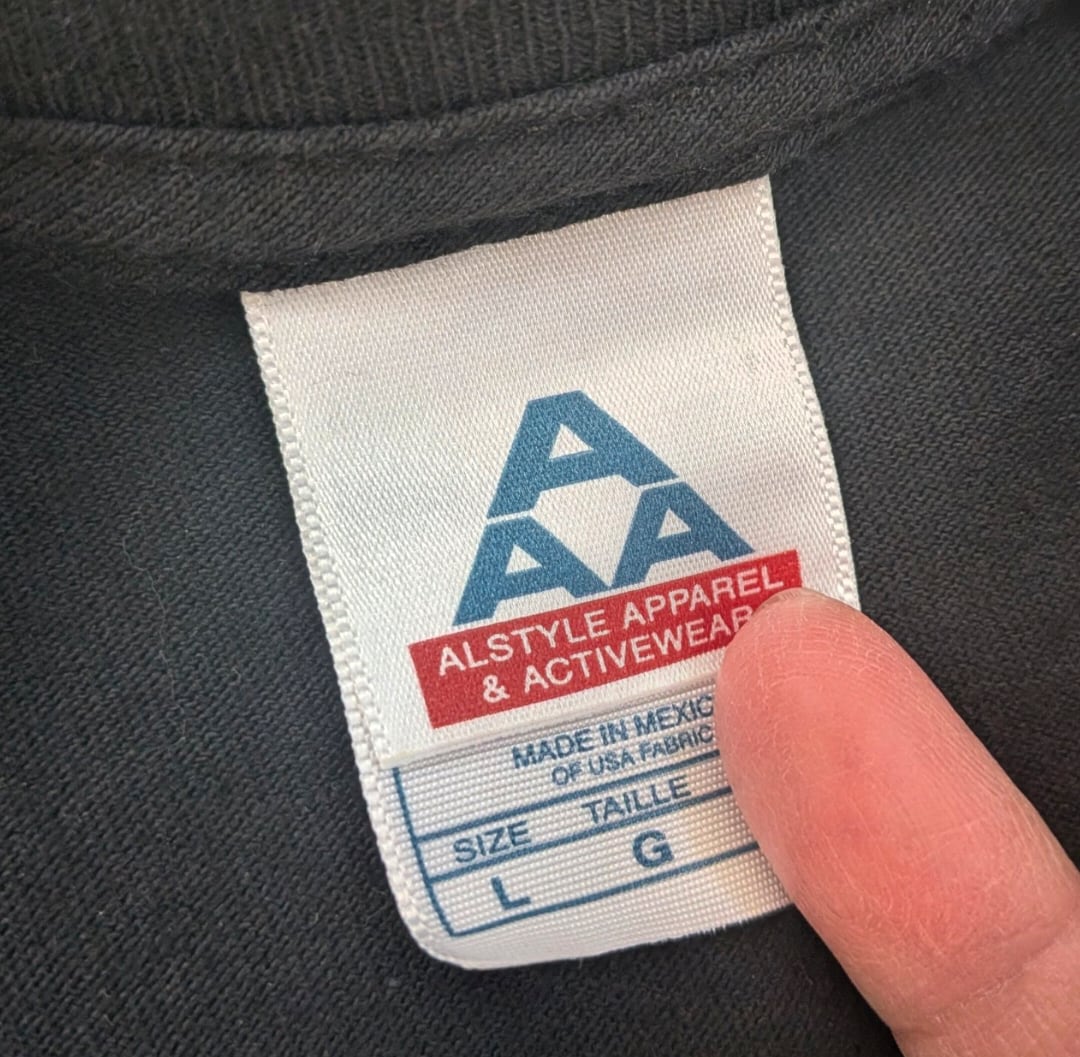 A
AA
ALSTYLE APPAREL
& ACTIVEWEAR
MADE IN MEXIC
OF USA FABRIC
SIZE TAILLE
L G